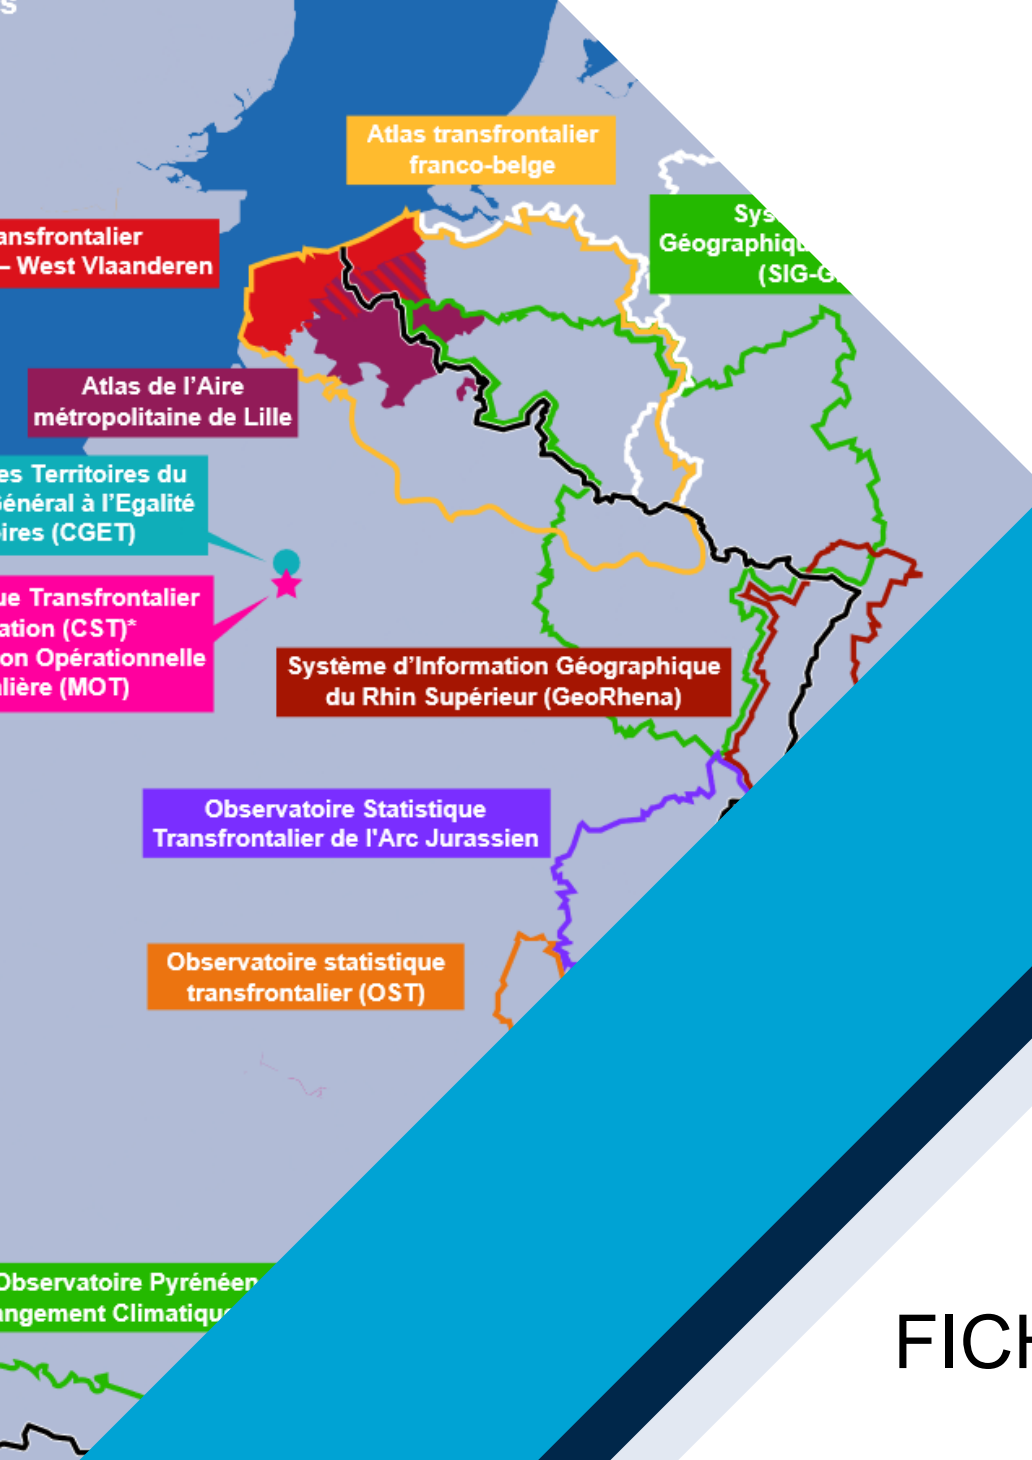 s
Atlas transfrontalier
franco-belge
Sys
Géographiqu
(SIG-G
ansfrontalier
– West Vlaanderen
Atlas de l’Aire
métropolitaine de Lille
es Territoires du
énéral à l’Egalité
ires (CGET)
ue Transfrontalier
ation (CST)*
on Opérationnelle
lière (MOT)
Système d’Information Géographique
du Rhin Supérieur (GeoRhena)
Observatoire Statistique
Transfrontalier de l'Arc Jurassien
Observatoire statistique
transfrontalier (OST)
Observatoire Pyrénéen
angement Climatique
FICH